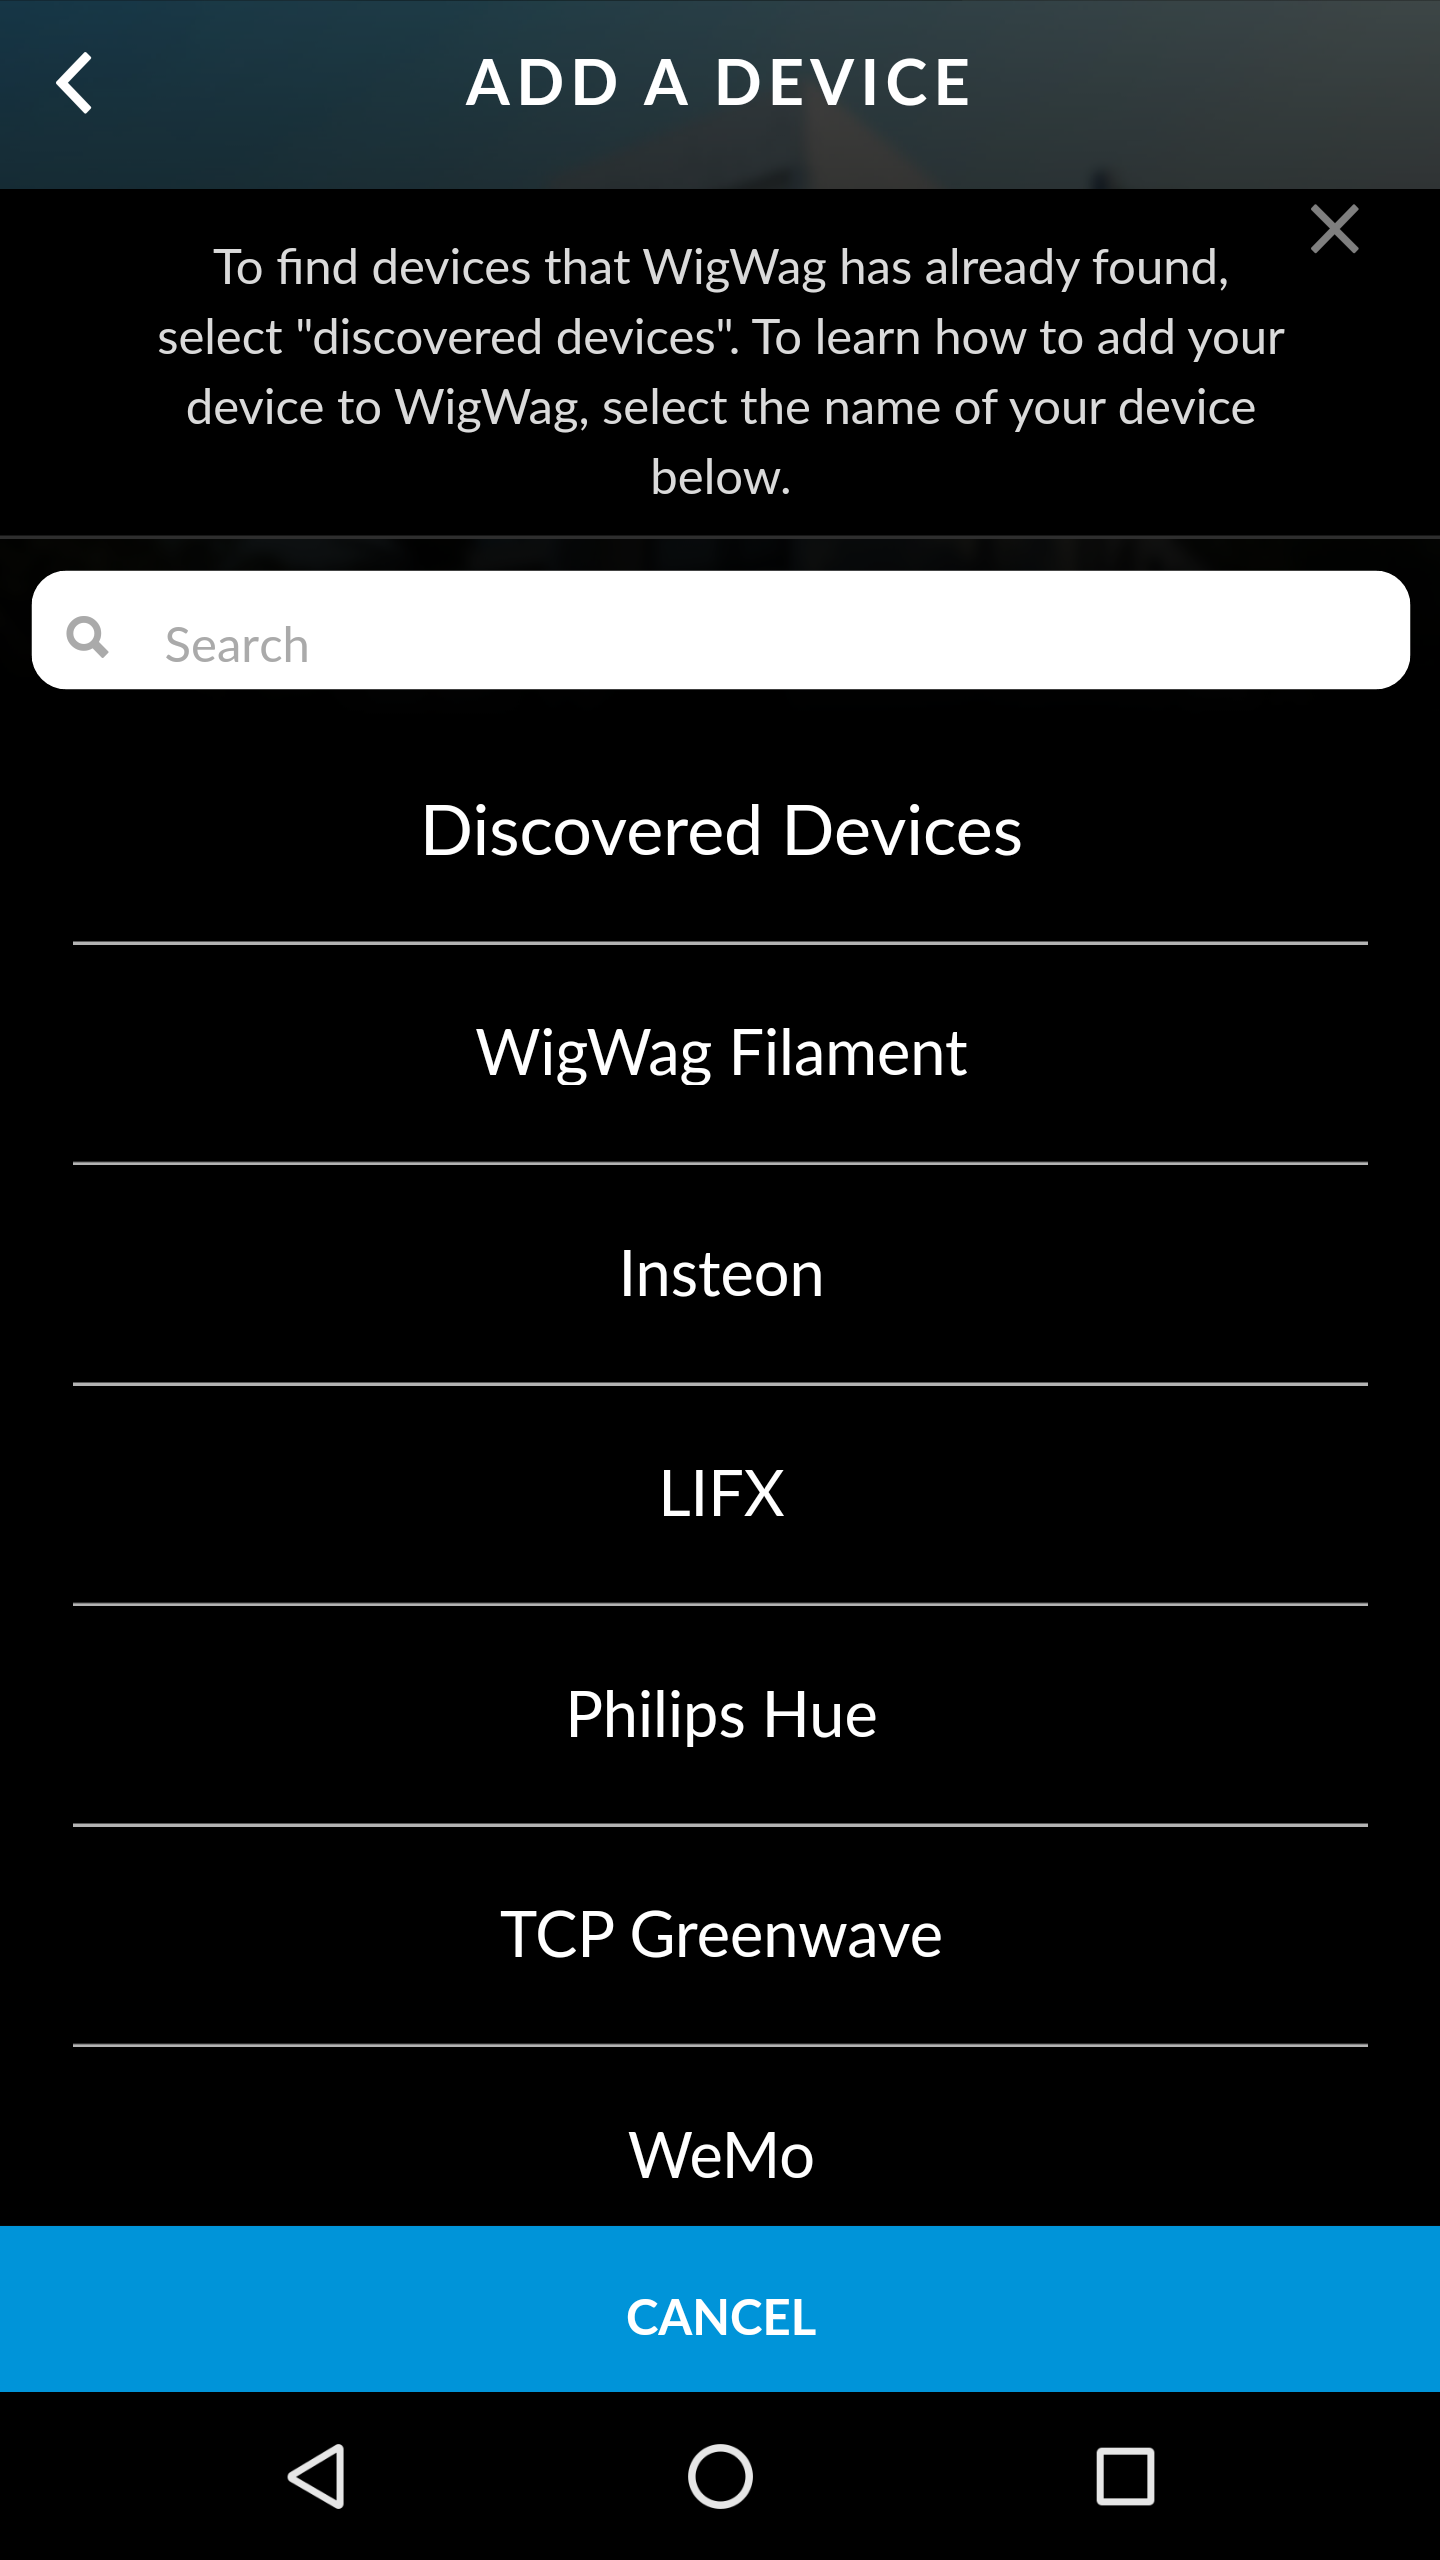 ADD A DEVICE
To find devices that WigWag has already found,
select "discovered devices". To learn how to add your
device to WigWag, select the name of your device
below.
Search
Discovered Devices
WigWag Filament
Insteon
LIFX
Philips Hue
TCP Greenwave
WeMo
CANCEL